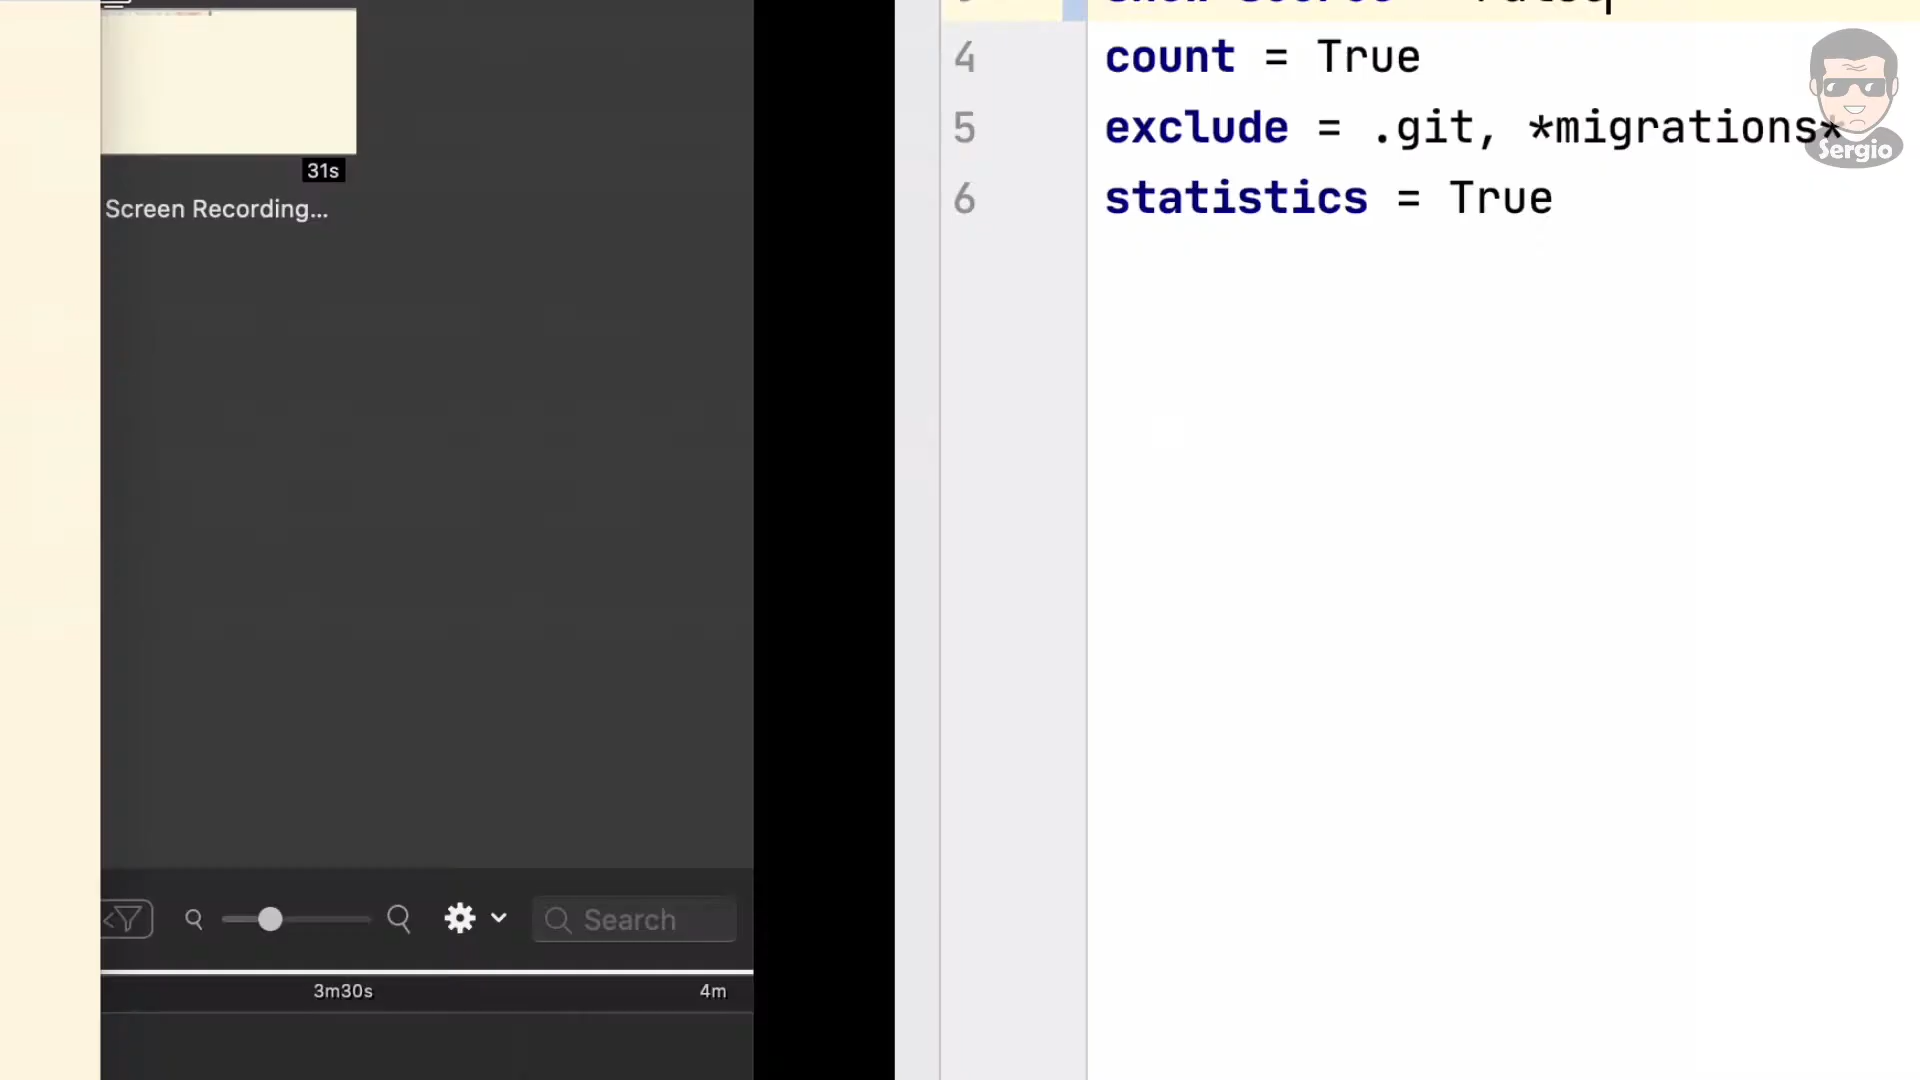 31s
Screen Recording...
Search
3m30s
4m
4 count = True
5 exclude = .git, *migrations*
6 statistics = True
Sergio